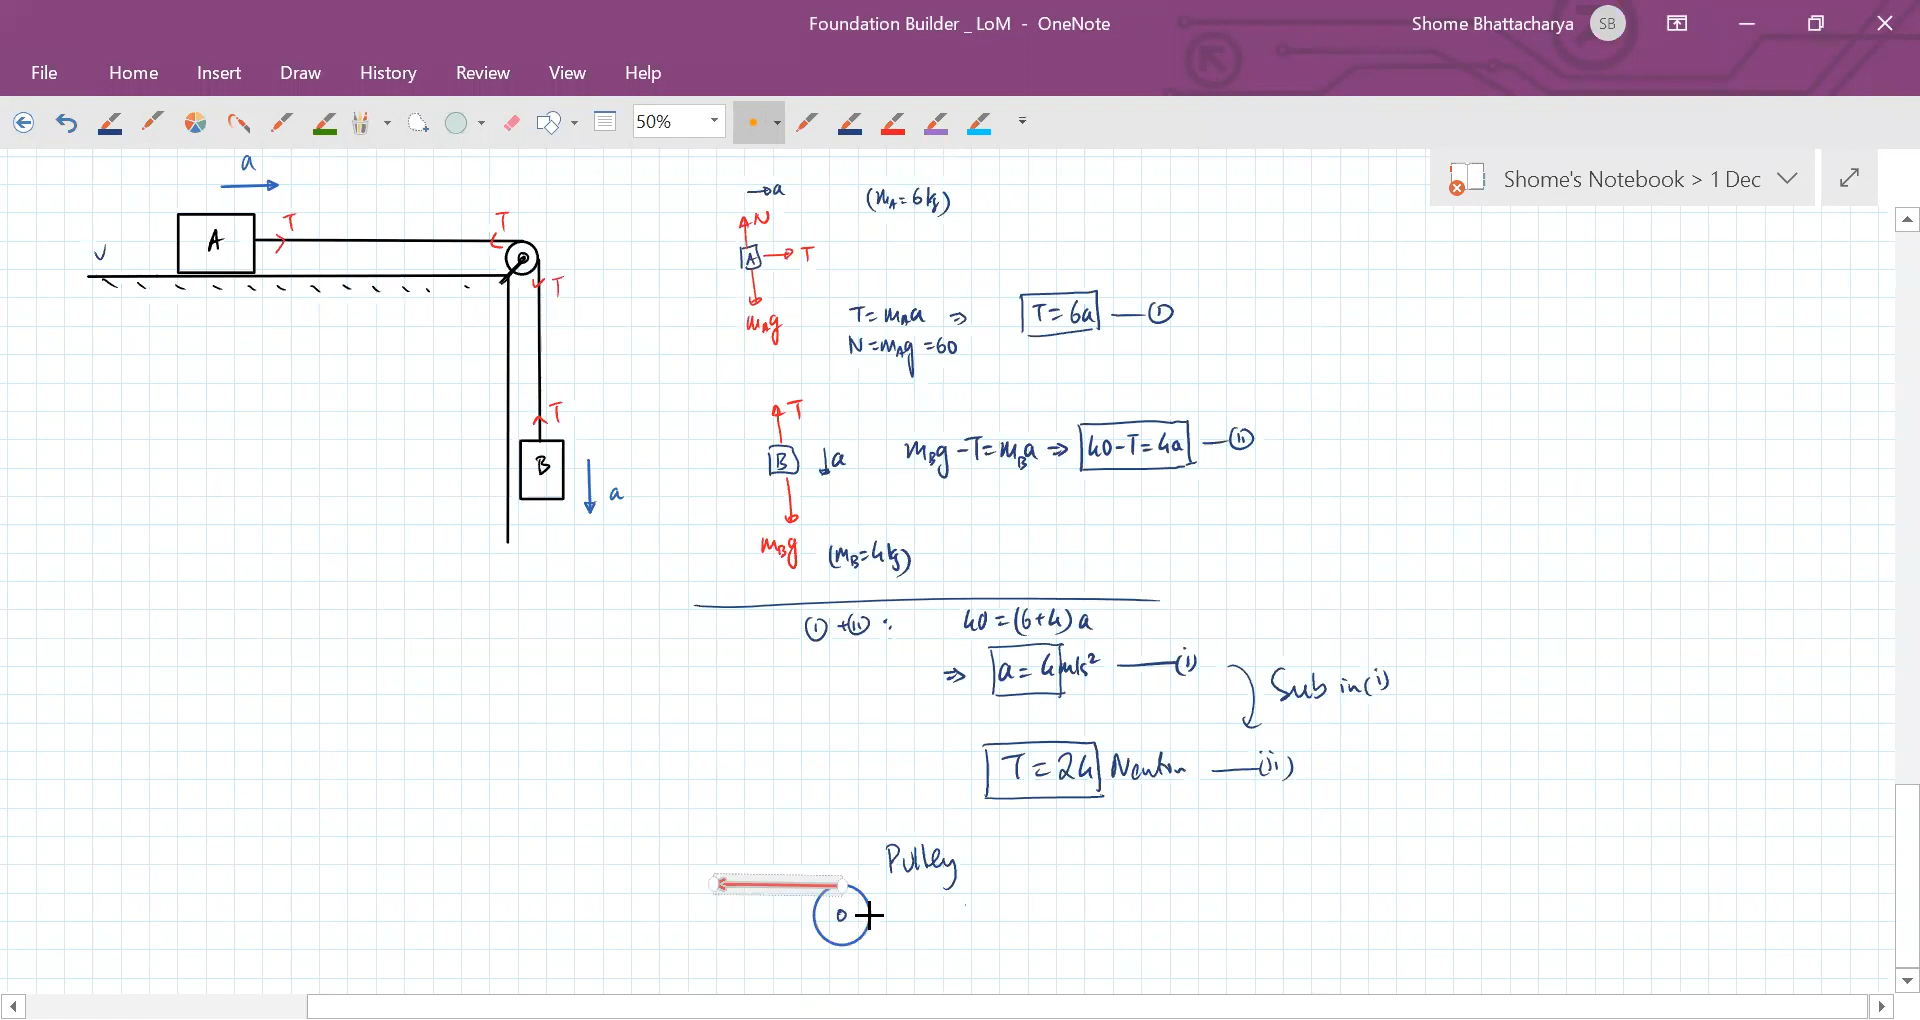 Foundation Builder _ LoM - OneNote
Shome Bhattacharya SB
File Home Insert Draw History Review View Help
50%
Shome's Notebook > 1 Dec
a
A
T
T
T
T
B
a
→a
(mA=6kg)
N
A
T
mAg
T=mAa ⇒ T=6a —(i)
N=mAg=60
T
B
↓a
mBg-T=mBa ⇒ 40-T=4a —(ii)
mBg
(mB=4kg)
(i)+(ii): 40=(6+4)a
⇒ a=4m/s² —(i)
Sub in(i)
T=24 Newton —(ii)
Pulley